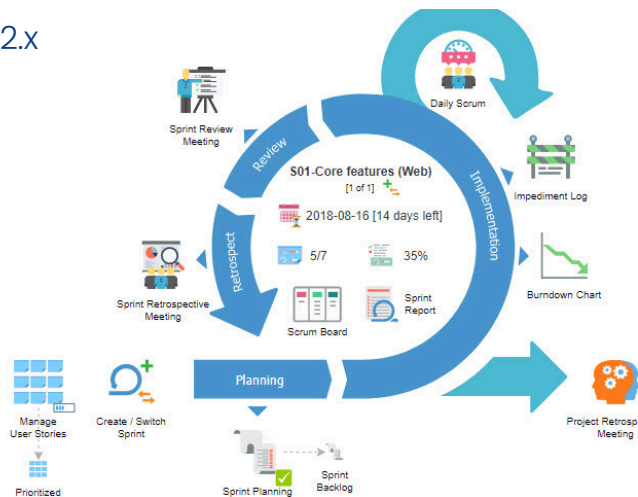 2.x
Daily Scrum
Sprint Review
Meeting
Review
Implementation
S01-Core features (Web)
[1 of 1]
Impediment Log
2018-08-16 [14 days left]
Retrospect
5/7
35%
Sprint Retrospective
Meeting
Burndown Chart
Scrum Board
Sprint
Report
Planning
Manage
User Stories
Create / Switch
Sprint
Project Retrosp
Meeting
Prioritized
Sprint Planning
Sprint
Backlog